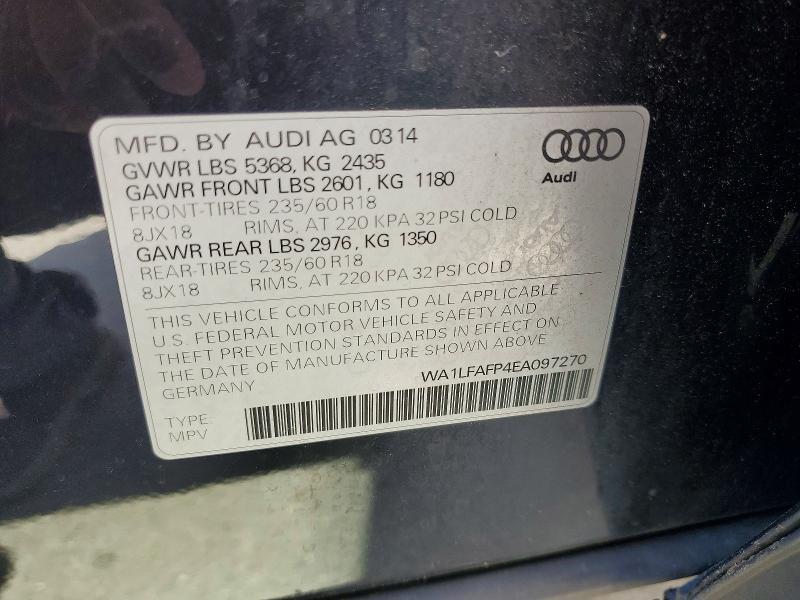 MFD. BY AUDI AG 0314
GVWR LBS 5368, KG 2435
GAWR FRONT LBS 2601, KG 1180
FRONT-TIRES 235/60 R18
8JX18 RIMS, AT 220 KPA 32 PSI COLD
GAWR REAR LBS 2976, KG 1350
REAR-TIRES 235/60 R18
8JX18 RIMS, AT 220 KPA 32 PSI COLD
Audi
THIS VEHICLE CONFORMS TO ALL APPLICABLE
U.S. FEDERAL MOTOR VEHICLE SAFETY AND
THEFT PREVENTION STANDARDS IN EFFECT ON
THE DATE OF MANUFACTURE SHOWN ABOVE
GERMANY
WA1LFAFP4EA097270
TYPE:
MPV